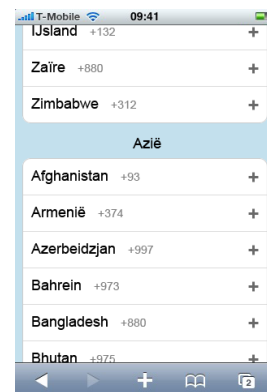 T-Mobile 09:41
IJsland +132
Zaïre +880
Zimbabwe +312
Azië
Afghanistan +93
Armenië +374
Azerbeidzjan +997
Bahrein +973
Bangladesh +880
Bhutan +975
2